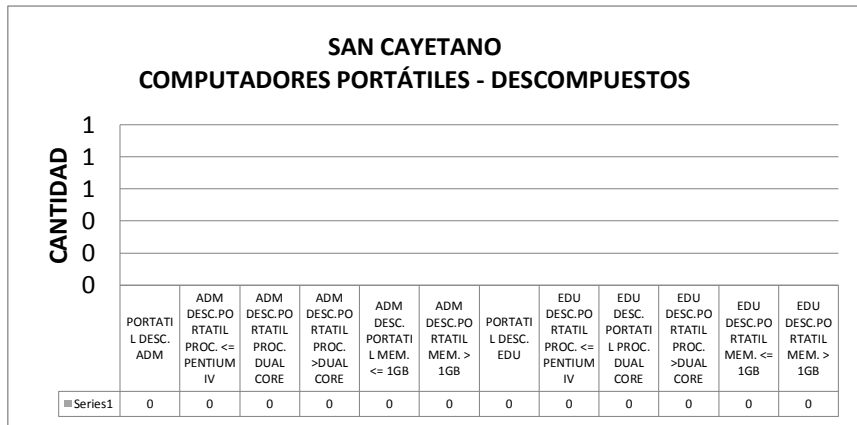 SAN CAYETANO
COMPUTADORES PORTÁTILES - DESCOMPUESTOS
CANTIDAD
1
1
1
0
0
0
PORTATI
L DESC.
ADM
ADM
DESC.PO
RTATIL
PROC. <=
PENTIUM
IV
ADM
DESC.PO
RTATIL
PROC.
DUAL
CORE
ADM
DESC.PO
RTATIL
PROC.
>DUAL
CORE
ADM
DESC.
PORTATI
L MEM.
<= 1GB
ADM
DESC.PO
RTATIL
MEM. >
1GB
PORTATI
L DESC.
EDU
EDU
DESC.PO
RTATIL
PROC. <=
PENTIUM
IV
EDU
DESC.
PORTATI
L PROC.
DUAL
CORE
EDU
DESC.PO
RTATIL
PROC.
>DUAL
CORE
EDU
DESC.PO
RTATIL
MEM. <=
1GB
EDU
DESC.PO
RTATIL
MEM. >
1GB
Series1 0 0 0 0 0 0 0 0 0 0 0 0